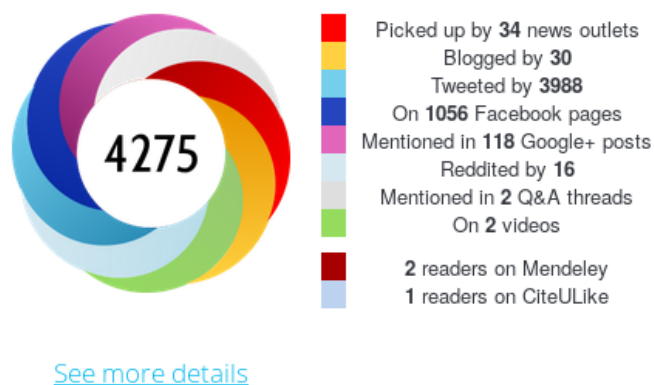 4275
Picked up by 34 news outlets
Blogged by 30
Tweeted by 3988
On 1056 Facebook pages
Mentioned in 118 Google+ posts
Reddited by 16
Mentioned in 2 Q&A threads
On 2 videos
2 readers on Mendeley
1 readers on CiteULike
See more details